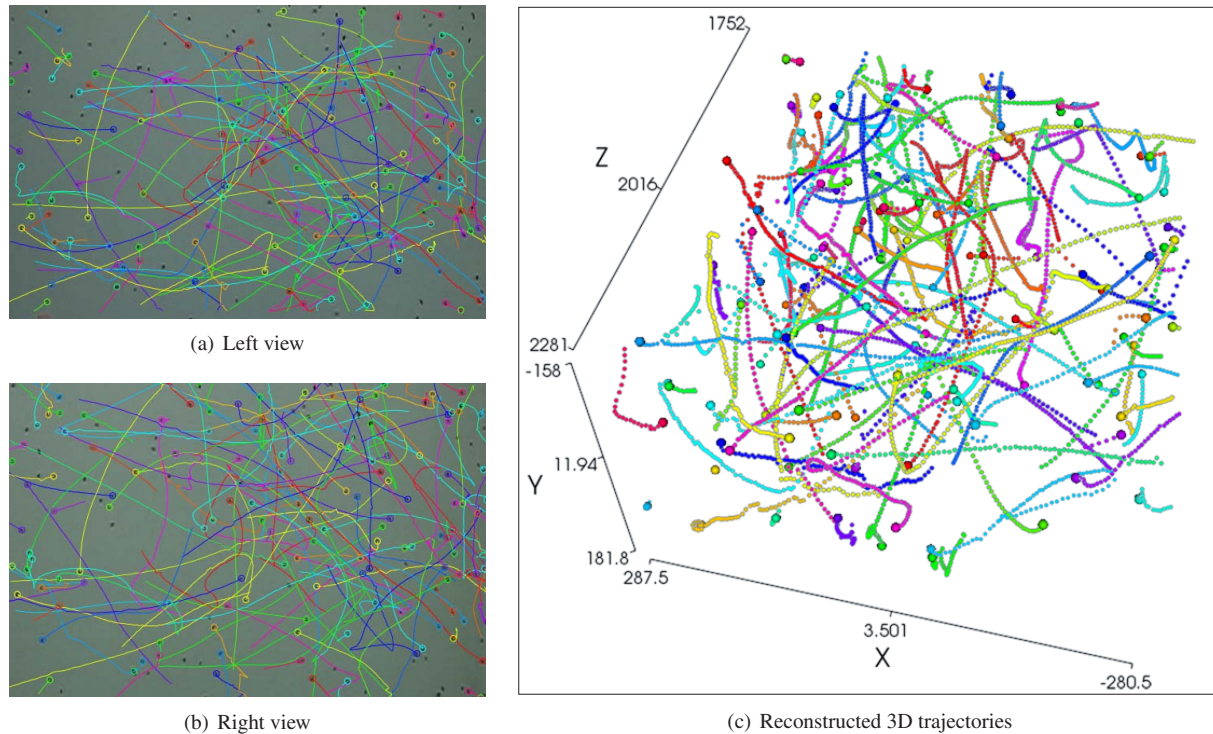 (a) Left view
(b) Right view
1752
Z
2016
2281
-158
11.94
Y
181.8
287.5
3.501
X
-280.5
(c) Reconstructed 3D trajectories